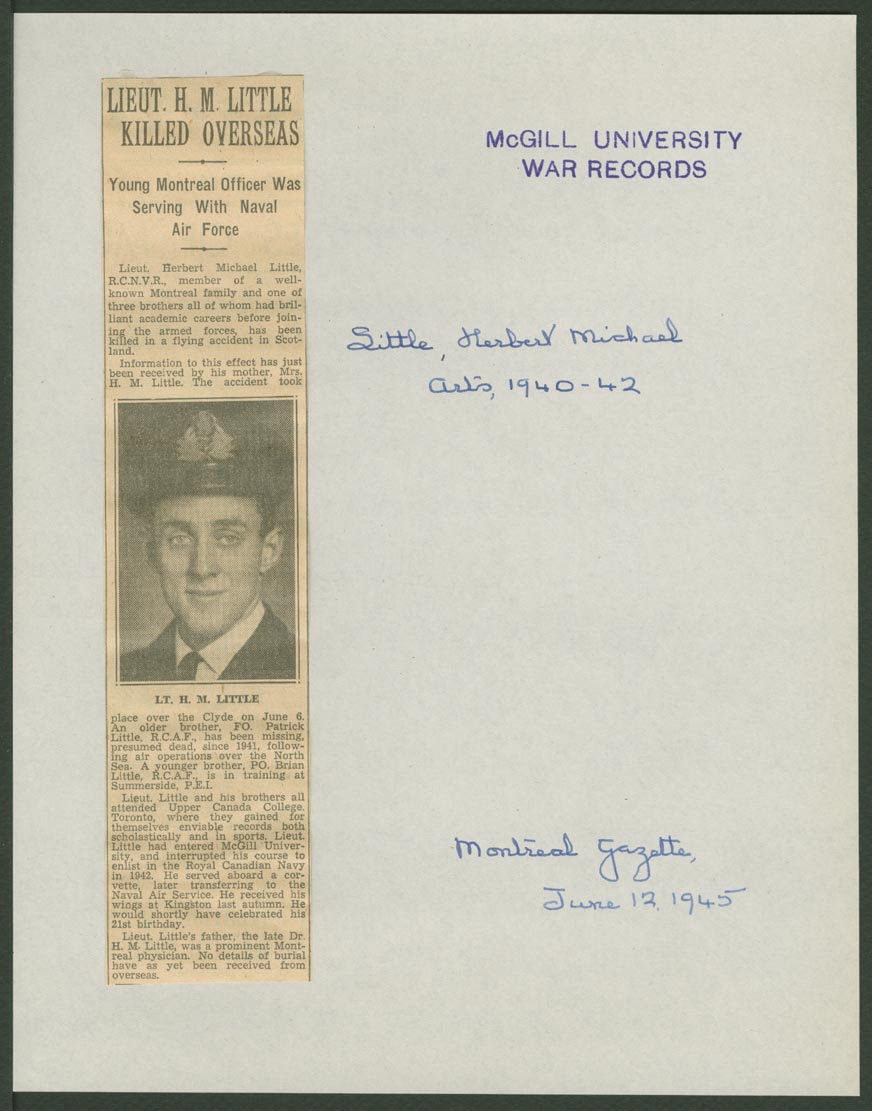 LIEUT. H. M. LITTLE
KILLED OVERSEAS
Young Montreal Officer Was
Serving With Naval
Air Force
Lieut. Herbert Michael Little,
R.C.N.V.R., member of a well-
known Montreal family and one of
three brothers all of whom had bril-
liant academic careers before join-
ing the armed forces, has been
killed in a flying accident in Scot-
land.
Information to this effect has just
been received by his mother, Mrs.
H. M. Little. The accident took
LT. H. M. LITTLE
place over the Clyde on June 6.
An older brother, FO. Patrick
Little, R.C.A.F., has been missing,
presumed dead, since 1941, follow-
ing air operations over the North
Sea. A younger brother, PO. Brian
Little, R.C.A.F., is in training at
Summerside, P.E.I.
Lieut. Little and his brothers all
attended Upper Canada College,
Toronto, where they gained for
themselves enviable records both
scholastically and in sports. Lieut.
Little had entered McGill Univer-
sity, and interrupted his course to
enlist in the Royal Canadian Navy
in 1942. He served aboard a cor-
vette, later transferring to the
Naval Air Service. He received his
wings at Kingston last autumn. He
would shortly have celebrated his
21st birthday.
Lieut. Little's father, the late Dr.
H. M. Little, was a prominent Mont-
real physician. No details of burial
have as yet been received from
overseas.
McGILL UNIVERSITY
WAR RECORDS
Little, Herbert Michael
Arts, 1940-42
Montreal Gazette,
June 12, 1945